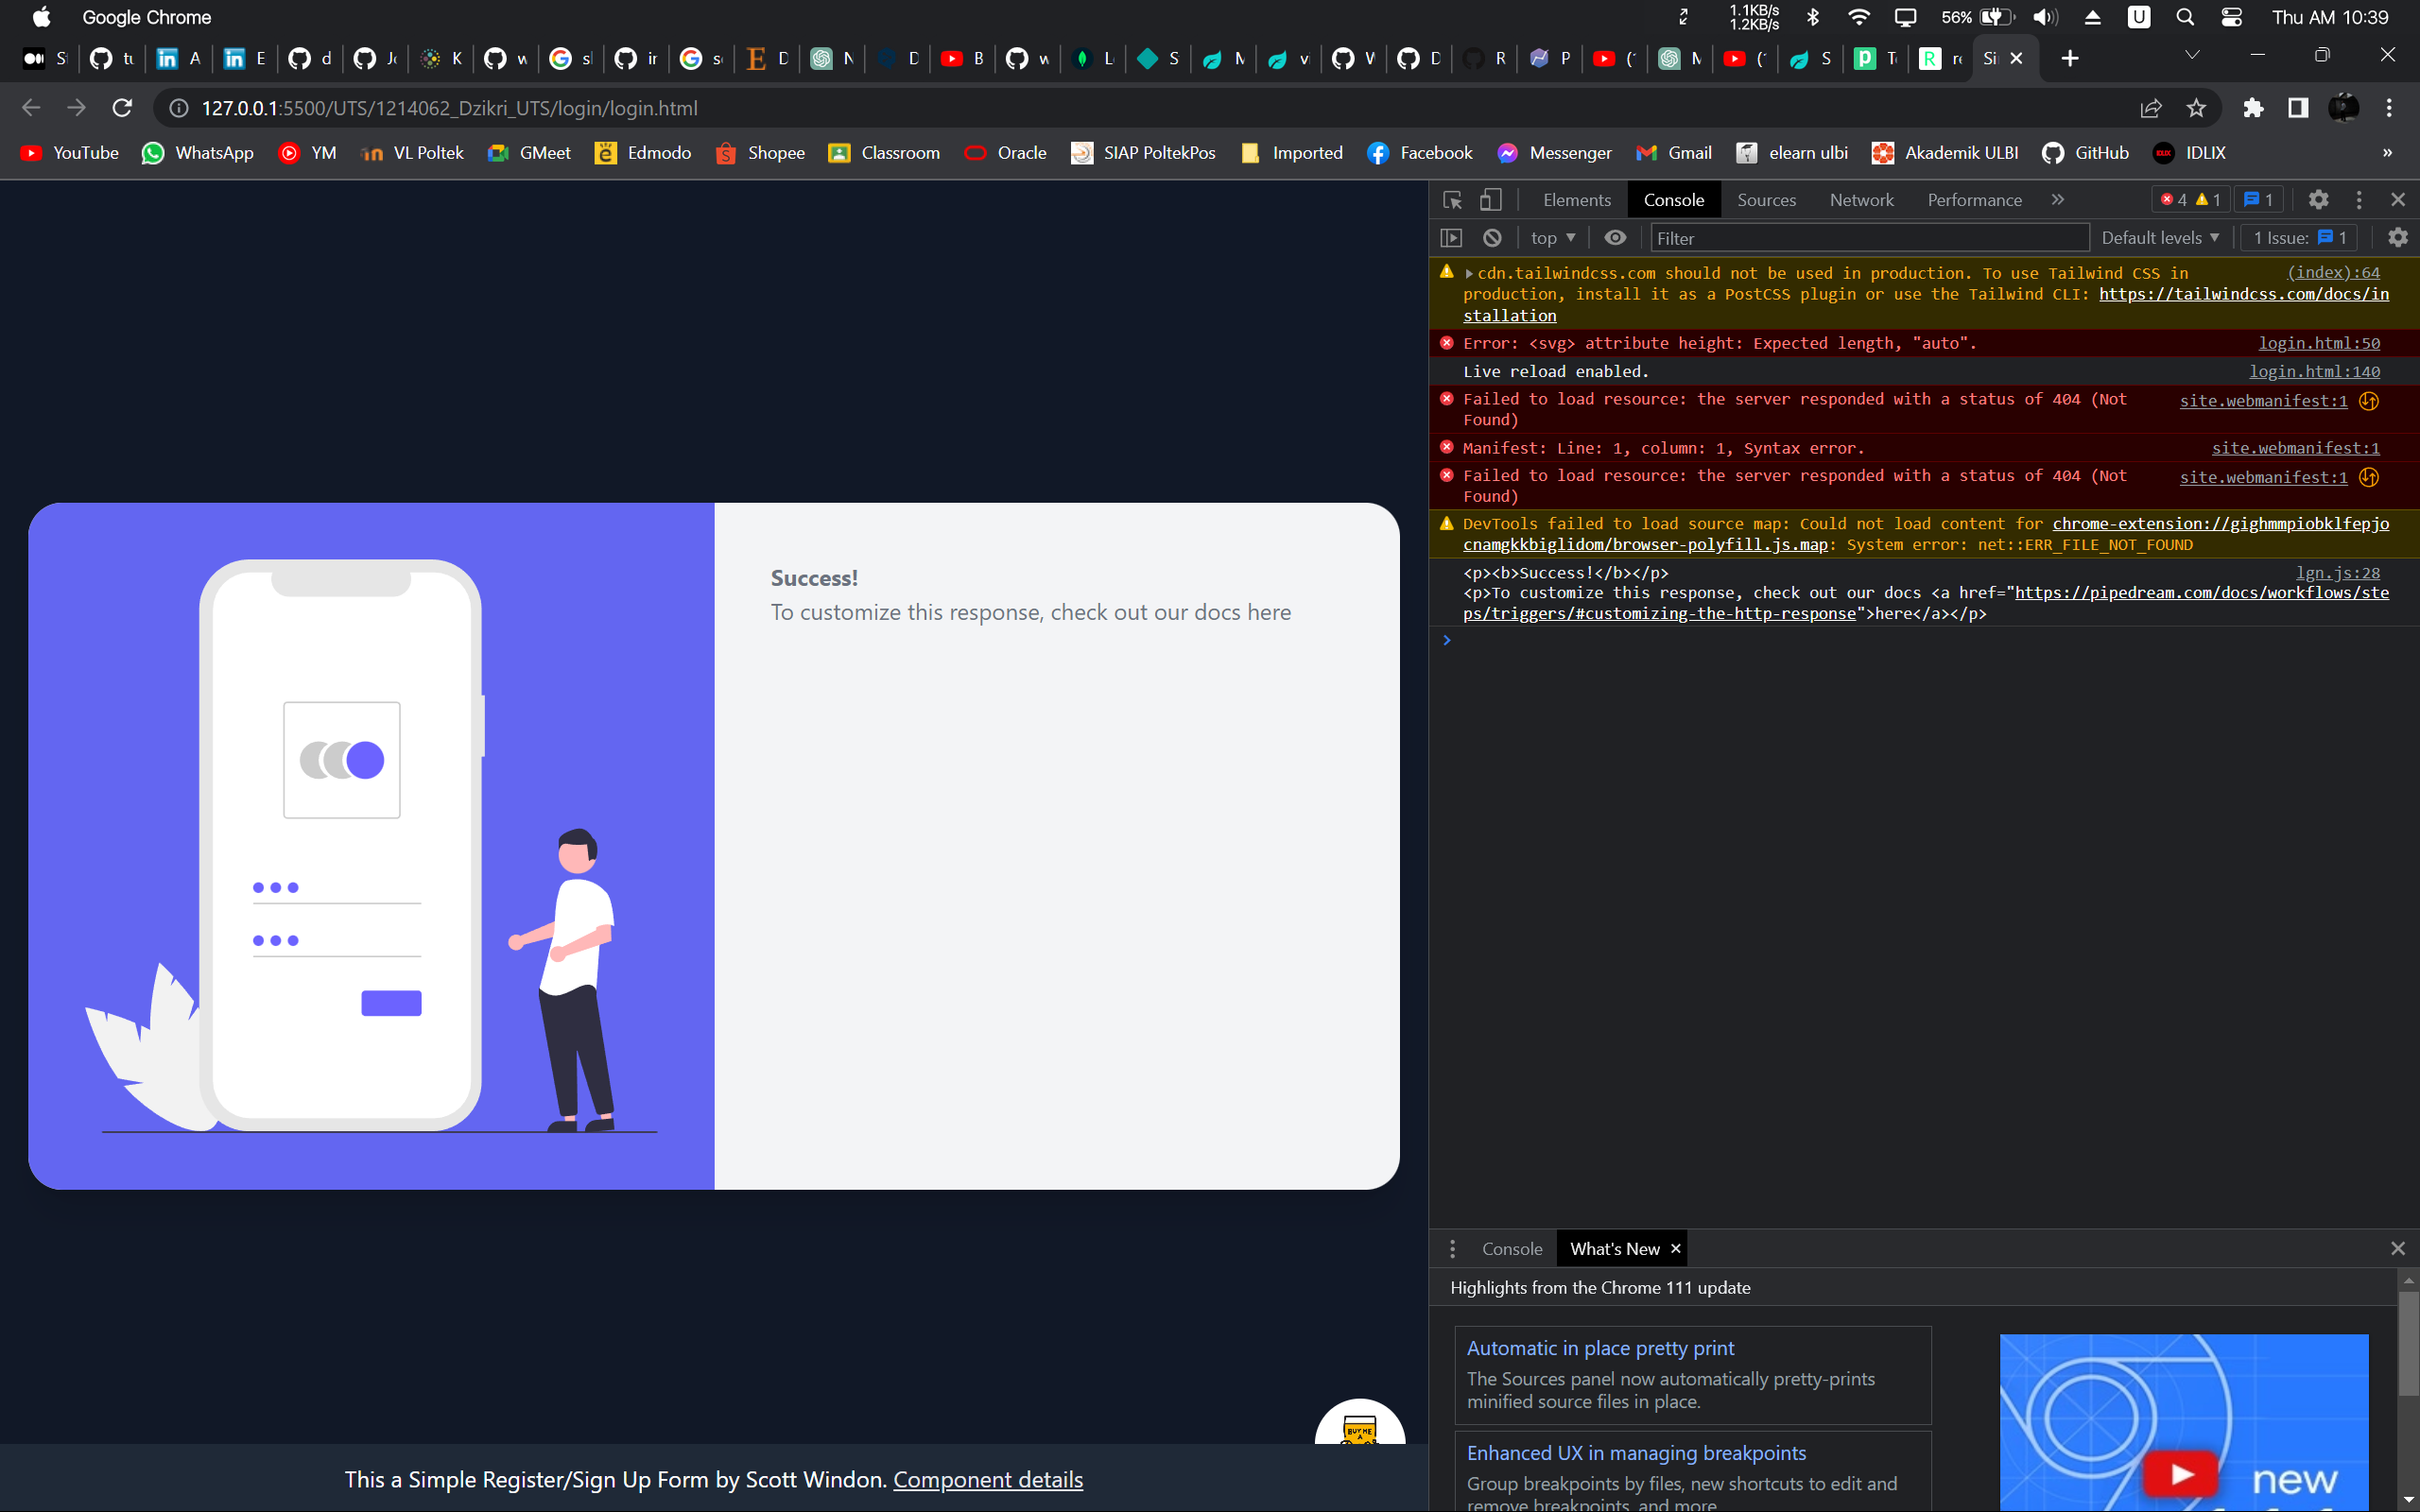 Google Chrome
1.1KB/s
1.2KB/s
56%
U
Thu AM 10:39
127.0.0.1:5500/UTS/1214062_Dzikri_UTS/login/login.html
YouTube WhatsApp YM VL Poltek GMeet Edmodo Shopee Classroom Oracle SIAP PoltekPos Imported Facebook Messenger Gmail elearn ulbi Akademik ULBI GitHub IDLIX »
Elements Console Sources Network Performance » 4 1 1
top Filter Default levels 1 Issue: 1
cdn.tailwindcss.com should not be used in production. To use Tailwind CSS in (index):64
production, install it as a PostCSS plugin or use the Tailwind CLI: https://tailwindcss.com/docs/in
stallation
Error: <svg> attribute height: Expected length, "auto". login.html:50
Live reload enabled. login.html:140
Failed to load resource: the server responded with a status of 404 (Not site.webmanifest:1
Found)
Manifest: Line: 1, column: 1, Syntax error. site.webmanifest:1
Failed to load resource: the server responded with a status of 404 (Not site.webmanifest:1
Found)
DevTools failed to load source map: Could not load content for chrome-extension://gighmmpiobklfepjo
cnamgkkbiglidom/browser-polyfill.js.map: System error: net::ERR_FILE_NOT_FOUND
<p><b>Success!</b></p> lgn.js:28
<p>To customize this response, check out our docs <a href="https://pipedream.com/docs/workflows/ste
ps/triggers/#customizing-the-http-response">here</a></p>
Success!
To customize this response, check out our docs here
Console What's New
Highlights from the Chrome 111 update
Automatic in place pretty print
The Sources panel now automatically pretty-prints
minified source files in place.
Enhanced UX in managing breakpoints
Group breakpoints by files, new shortcuts to edit and
remove breakpoints, and more.
new
BUY ME
A
This a Simple Register/Sign Up Form by Scott Windon. Component details